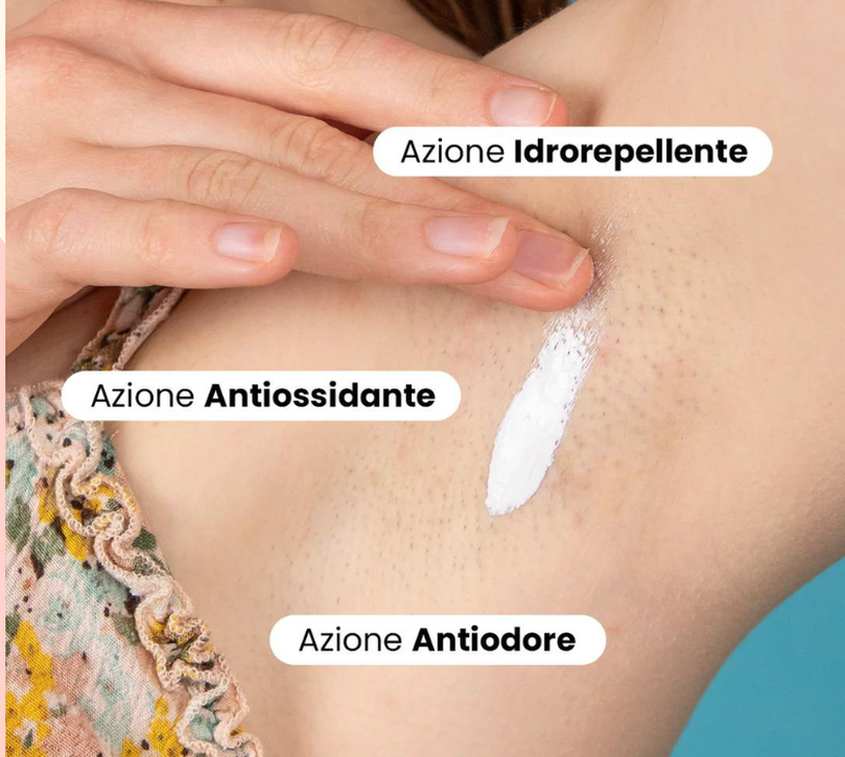 Azione Idrorepellente
Azione Antiossidante
Azione Antiodore